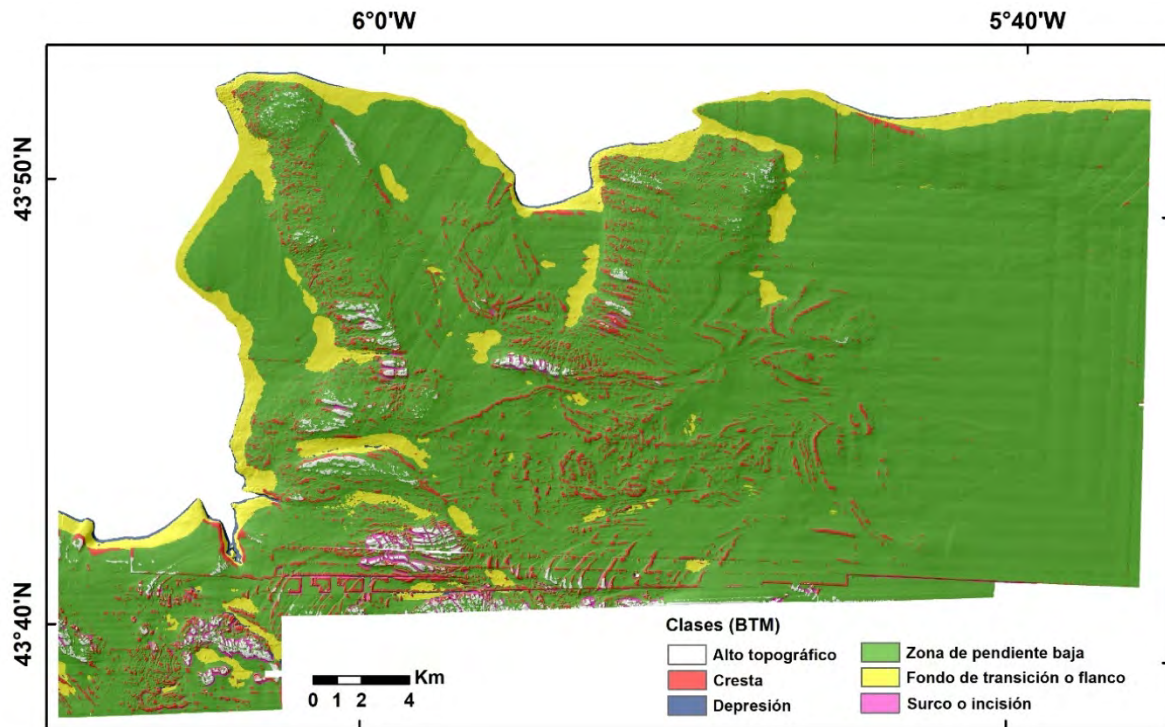 6°0'W
5°40'W
43°50'N
43°40'N
Clases (BTM)
Alto topográfico
Zona de pendiente baja
Cresta
Fondo de transición o flanco
Depresión
Surco o incisión
Km
0 1 2 4